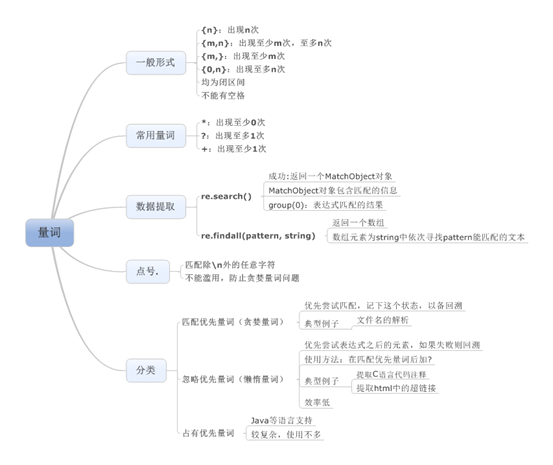 量词
一般形式
{n}：出现n次
{m,n}：出现至少m次，至多n次
{m,}：出现至少m次
{0,n}：出现至多n次
均为闭区间
不能有空格
常用量词
*：出现至少0次
?：出现至多1次
+：出现至少1次
数据提取
re.search()
成功:返回一个MatchObject对象
MatchObject对象包含匹配的信息
group(0)：表达式匹配的结果
re.findall(pattern, string)
返回一个数组
数组元素为string中依次寻找pattern能匹配的文本
点号.
匹配除\n外的任意字符
不能滥用，防止贪婪量词问题
分类
匹配优先量词（贪婪量词）
优先尝试匹配，记下这个状态，以备回溯
典型例子
文件名的解析
忽略优先量词（懒惰量词）
优先尝试表达式之后的元素，如果失败则回溯
使用方法：在匹配优先量词后加?
典型例子
提取C语言代码注释
提取html中的超链接
效率低
占有优先量词
Java等语言支持
较复杂，使用不多